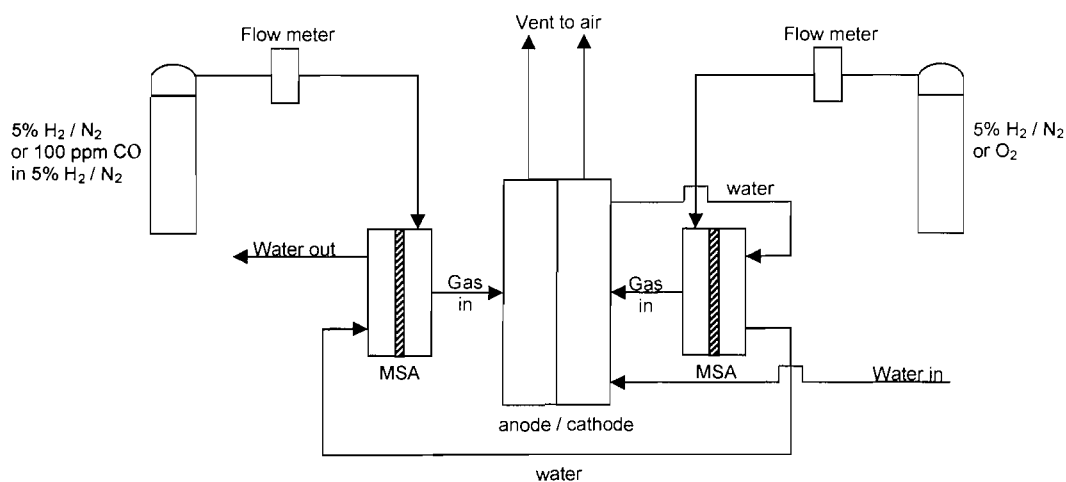 Vent to air
Flow meter
Flow meter
5% H₂ / N₂
or 100 ppm CO
in 5% H₂ / N₂
5% H₂ / N₂
or O₂
water
Water out
Gas
in
Gas
in
MSA
MSA
Water in
anode / cathode
water